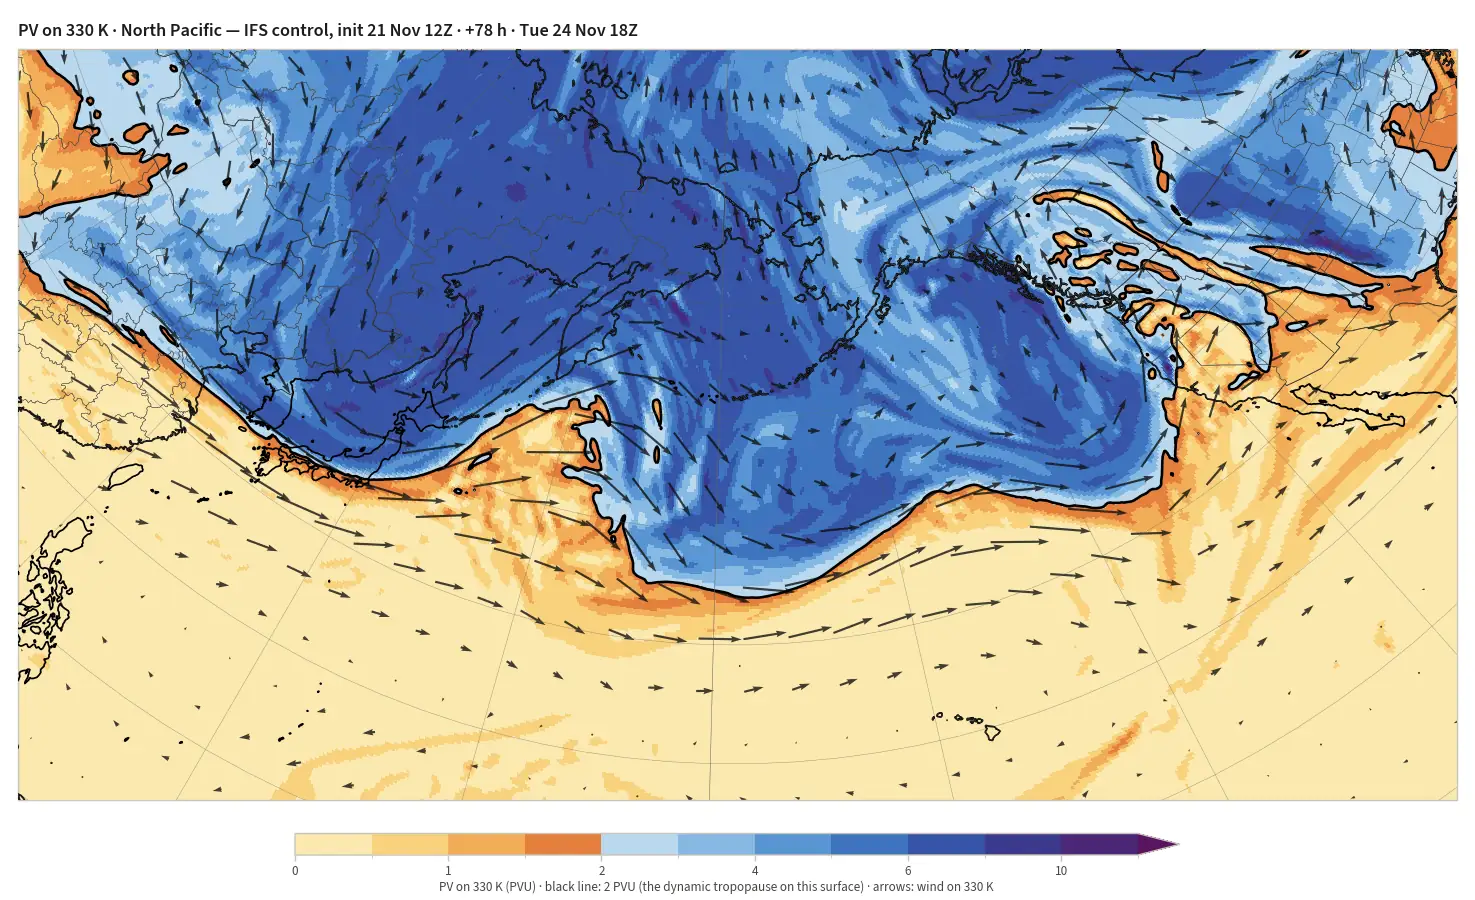 PV on 330 K · North Pacific — IFS control, init 21 Nov 12Z · +78 h · Tue 24 Nov 18Z
0 1 2 4 6 10
PV on 330 K (PVU) · black line: 2 PVU (the dynamic tropopause on this surface) · arrows: wind on 330 K